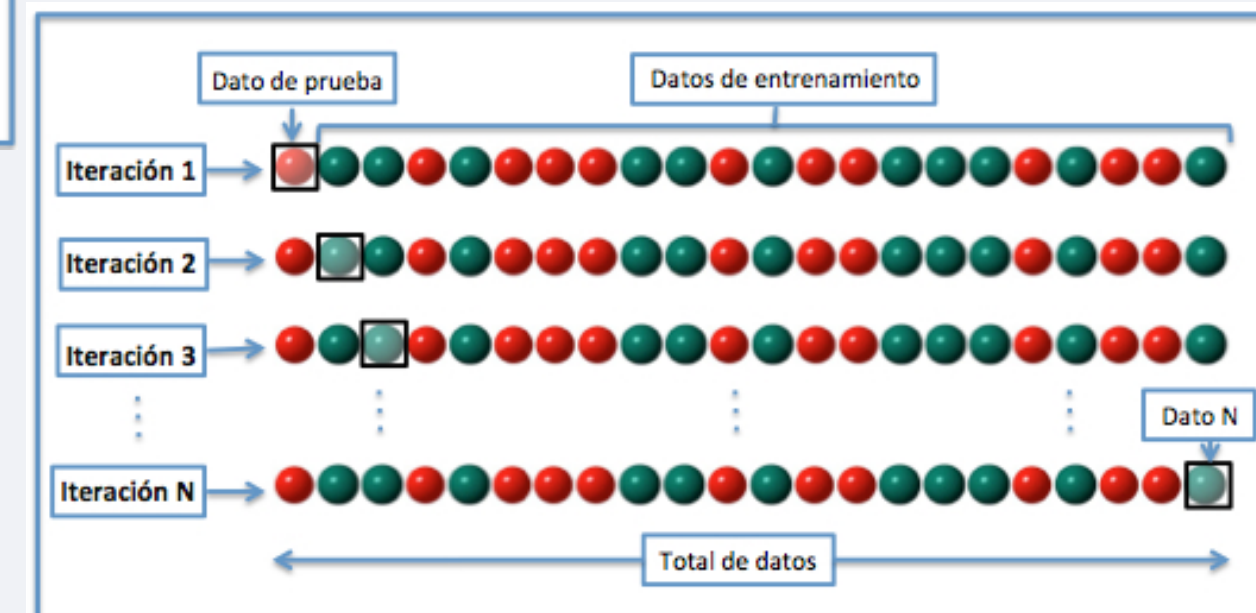 Dato de prueba
Datos de entrenamiento
Iteración 1
Iteración 2
Iteración 3
Dato N
Iteración N
Total de datos